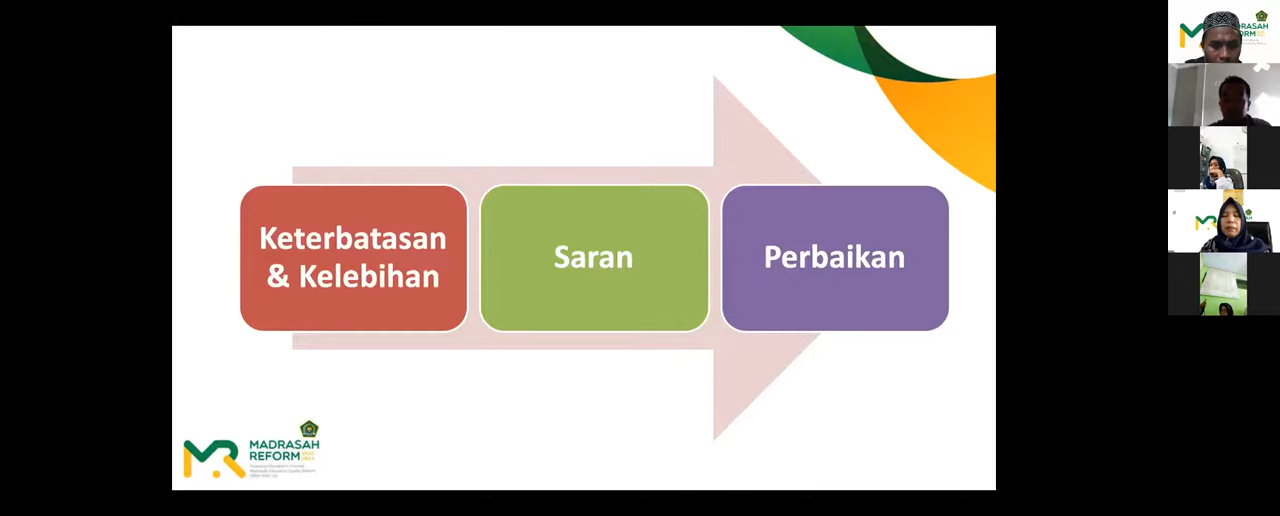 Keterbatasan
& Kelebihan
Saran
Perbaikan
MADRASAH
REFORM